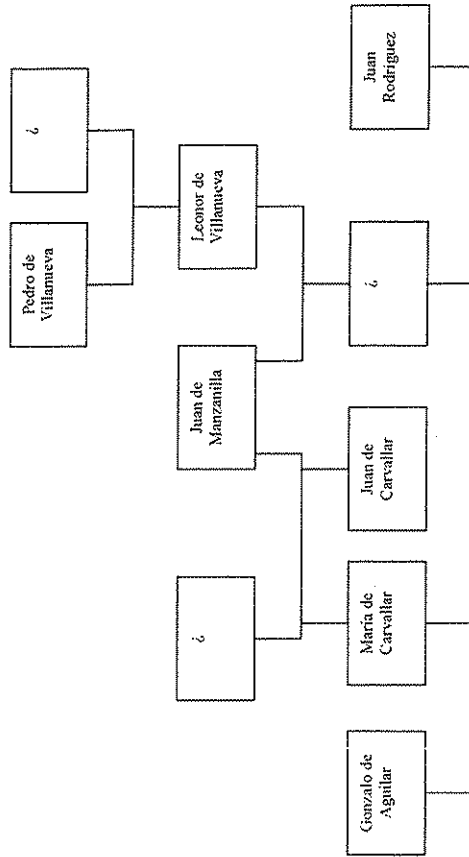 Pedro de
Villanueva
¿
¿
Juan de
Manzanilla
Leonor de
Villanueva
Gonzalo de
Aguilar
María de
Carvallar
Juan de
Carvallar
¿
Juan
Rodríguez